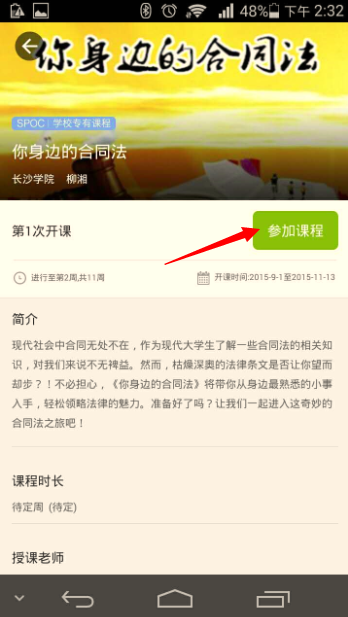 48% 下午 2:32
你身边的合同法
SPOC | 学校专有课程
你身边的合同法
长沙学院 柳湘
第1次开课
参加课程
进行至第2周,共11周
开课时间:2015-9-1至2015-11-13
简介
现代社会中合同无处不在，作为现代大学生了解一些合同法的相关知
识，对我们来说不无裨益。然而，枯燥深奥的法律条文是否让你望而
却步？！不必担心，《你身边的合同法》将带你从身边最熟悉的小事
入手，轻松领略法律的魅力。准备好了吗？让我们一起进入这奇妙的
合同法之旅吧！
课程时长
待定周 (待定)
授课老师